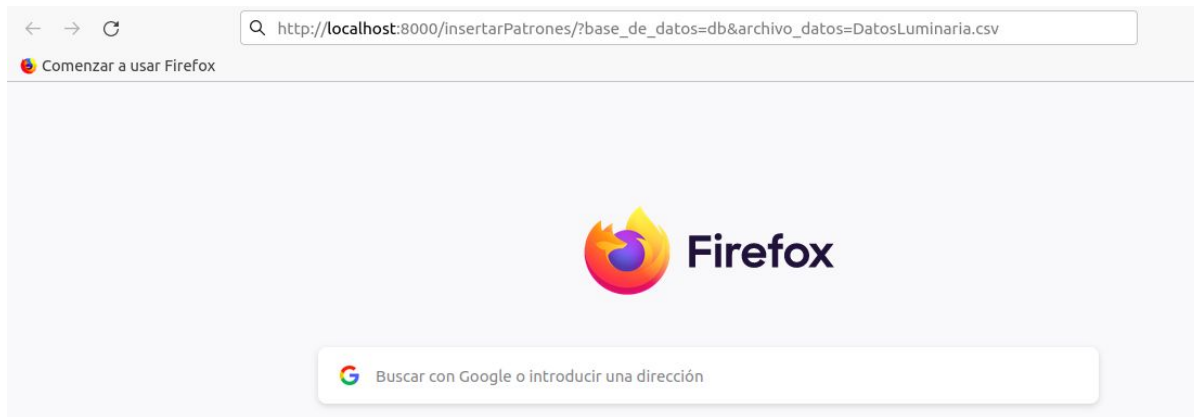 http://localhost:8000/insertarPatrones/?base_de_datos=db&archivo_datos=DatosLuminaria.csv
Comenzar a usar Firefox
Firefox
Buscar con Google o introducir una dirección